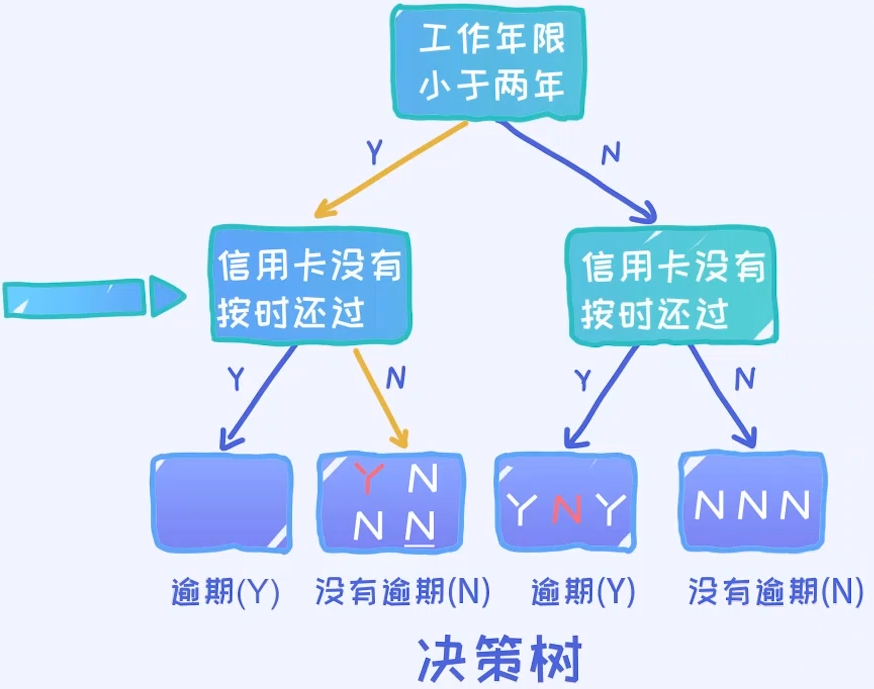 工作年限
小于两年
Y
N
信用卡没有
按时还过
信用卡没有
按时还过
Y
N
Y
N
Y N
N N
Y N Y
N N N
逾期(Y)
没有逾期(N)
逾期(Y)
没有逾期(N)
决策树